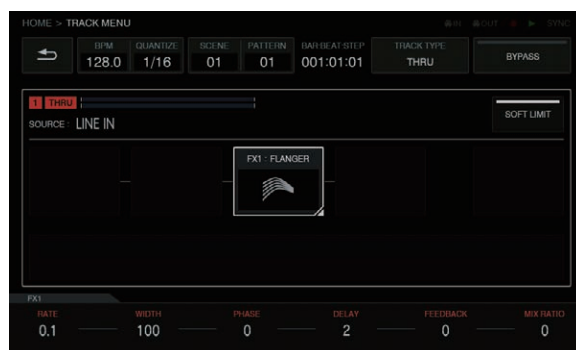 HOME > TRACK MENU
IN OUT SYNC
BPM QUANTIZE SCENE PATTERN BAR:BEAT:STEP TRACK TYPE
128.0 1/16 01 01 001:01:01 THRU BYPASS
1 THRU
SOURCE : LINE IN SOFT LIMIT
FX1 : FLANGER
FX1
RATE WIDTH PHASE DELAY FEEDBACK MIX RATIO
0.1 100 0 2 0 0